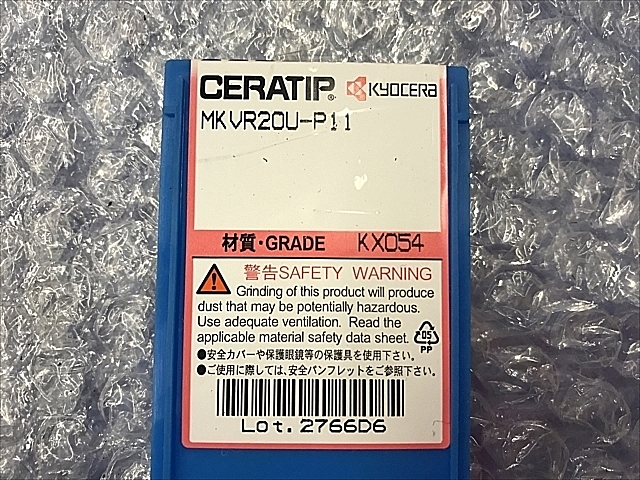 CERATIP® KYOCERA
MKVR20U-P11
材質・GRADE KX054
警告SAFETY WARNING
Grinding of this product will produce
dust that may be potentially hazardous.
Use adequate ventilation. Read the
applicable material safety data sheet.
05
PP
●安全カバーや保護眼鏡等の保護具を使用下さい。
●ご使用に際しては、安全パンフレットをご参照下さい。
Lot.2766D6